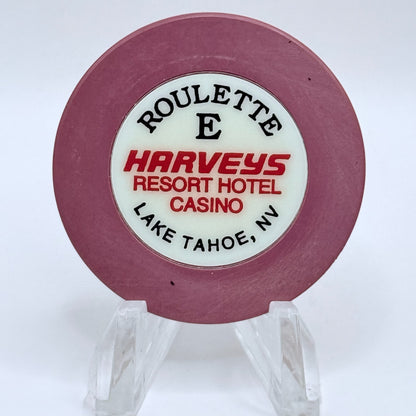 ROULETTE
E
HARVEYS
RESORT HOTEL
CASINO
LAKE TAHOE, NV